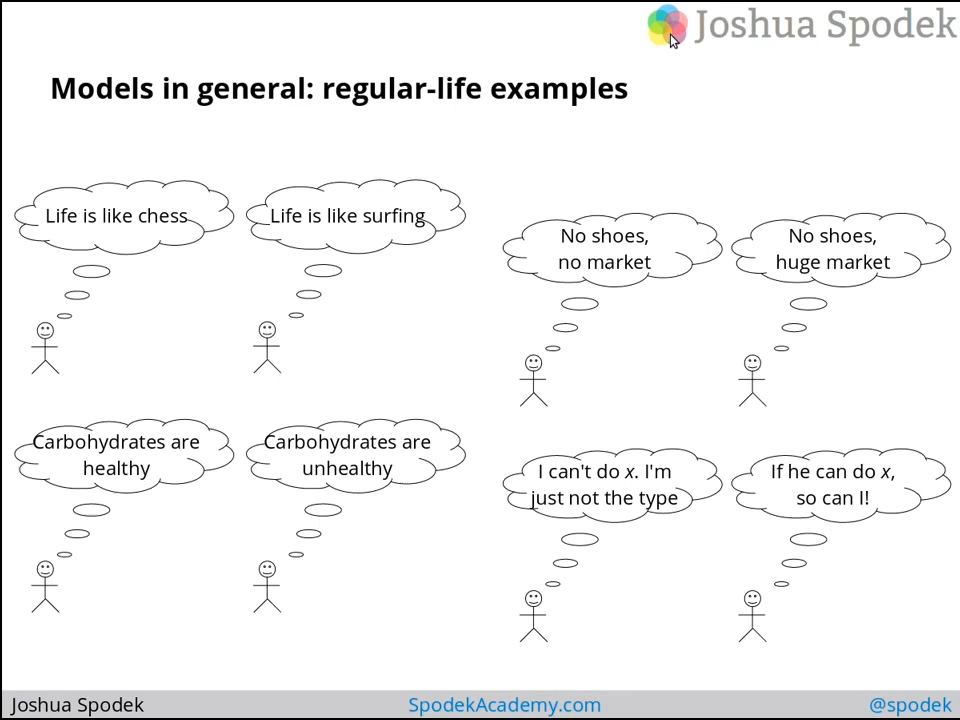 Joshua Spodek
Models in general: regular-life examples
Life is like chess
Life is like surfing
No shoes,
no market
No shoes,
huge market
Carbohydrates are
healthy
Carbohydrates are
unhealthy
I can't do x. I'm
just not the type
If he can do x,
so can I!
Joshua Spodek
SpodekAcademy.com
@spodek